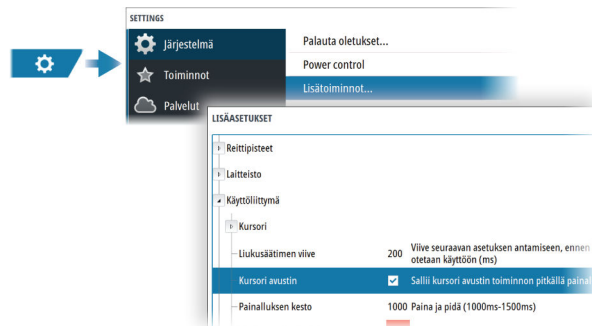 SETTINGS
Järjestelmä
Palauta oletukset...
Power control
Toiminnot
Lisätoiminnot...
Palvelut
LISÄASETUKSET
Reittipisteet
Laitteisto
Käyttöliittymä
Kursori
Liukusäätimen viive 200 Viive seuraavan asetuksen antamiseen, ennen
otetaan käyttöön (ms)
Kursori avustin Sallii kursori avustin toiminnon pitkällä
Painalluksen kesto 1000 Paina ja pidä (1000ms-1500ms)